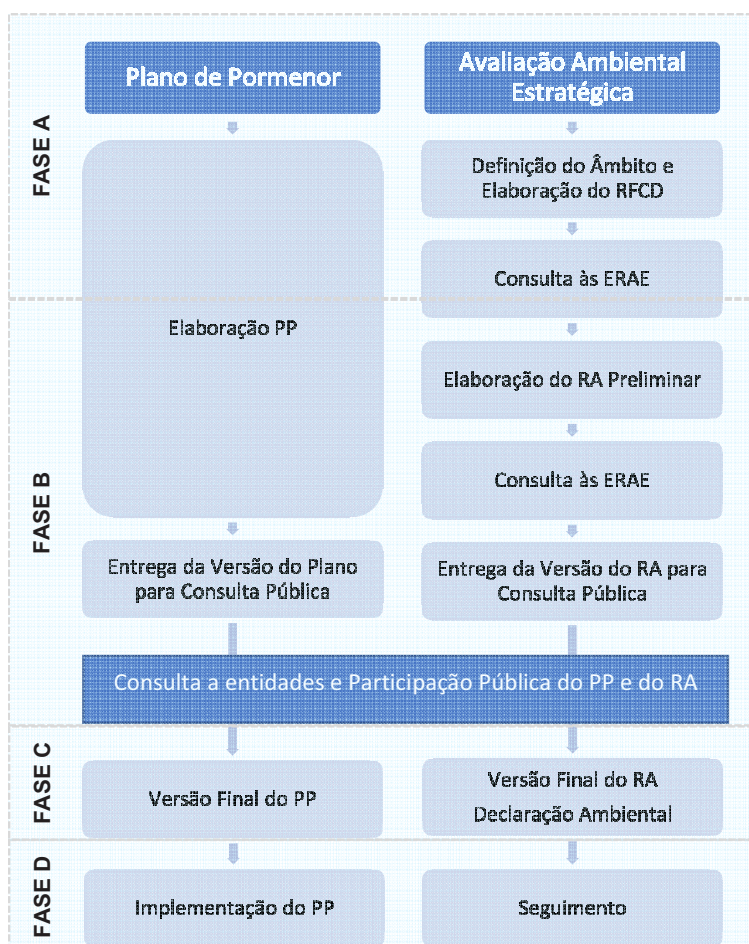 FASE A
Plano de Pormenor
Avaliação Ambiental
Estratégica
Definição do Âmbito e
Elaboração do RFCD
Consulta às ERAE
Elaboração PP
FASE B
Elaboração do RA Preliminar
Consulta às ERAE
Entrega da Versão do Plano
para Consulta Pública
Entrega da Versão do RA para
Consulta Pública
Consulta a entidades e Participação Pública do PP e do RA
FASE C
Versão Final do PP
Versão Final do RA
Declaração Ambiental
FASE D
Implementação do PP
Seguimento